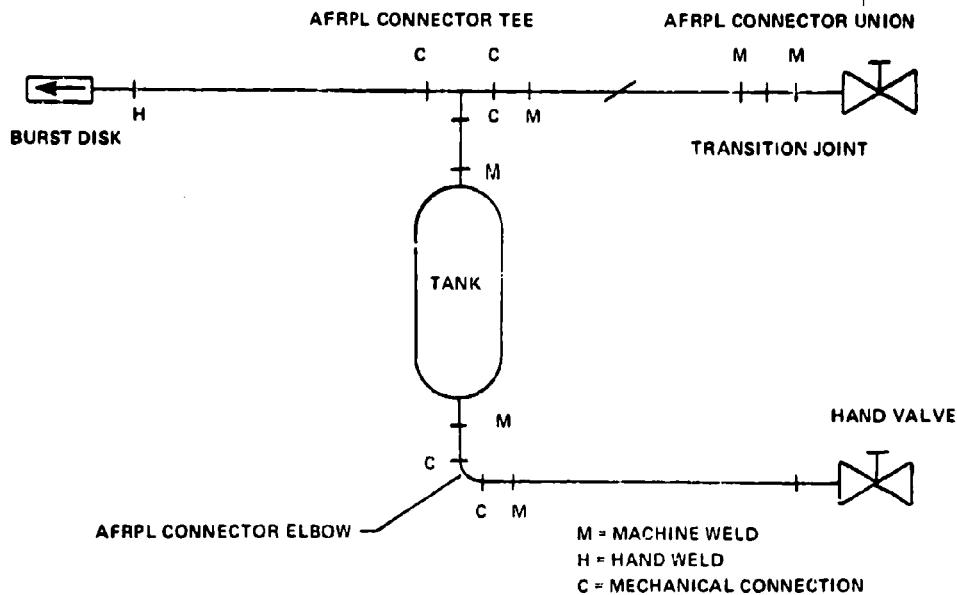 AFRPL CONNECTOR TEE
AFRPL CONNECTOR UNION
C C M M
H C M
BURST DISK
TRANSITION JOINT
M
TANK
HAND VALVE
M
C
C M
AFRPL CONNECTOR ELBOW
M = MACHINE WELD
H = HAND WELD
C = MECHANICAL CONNECTION